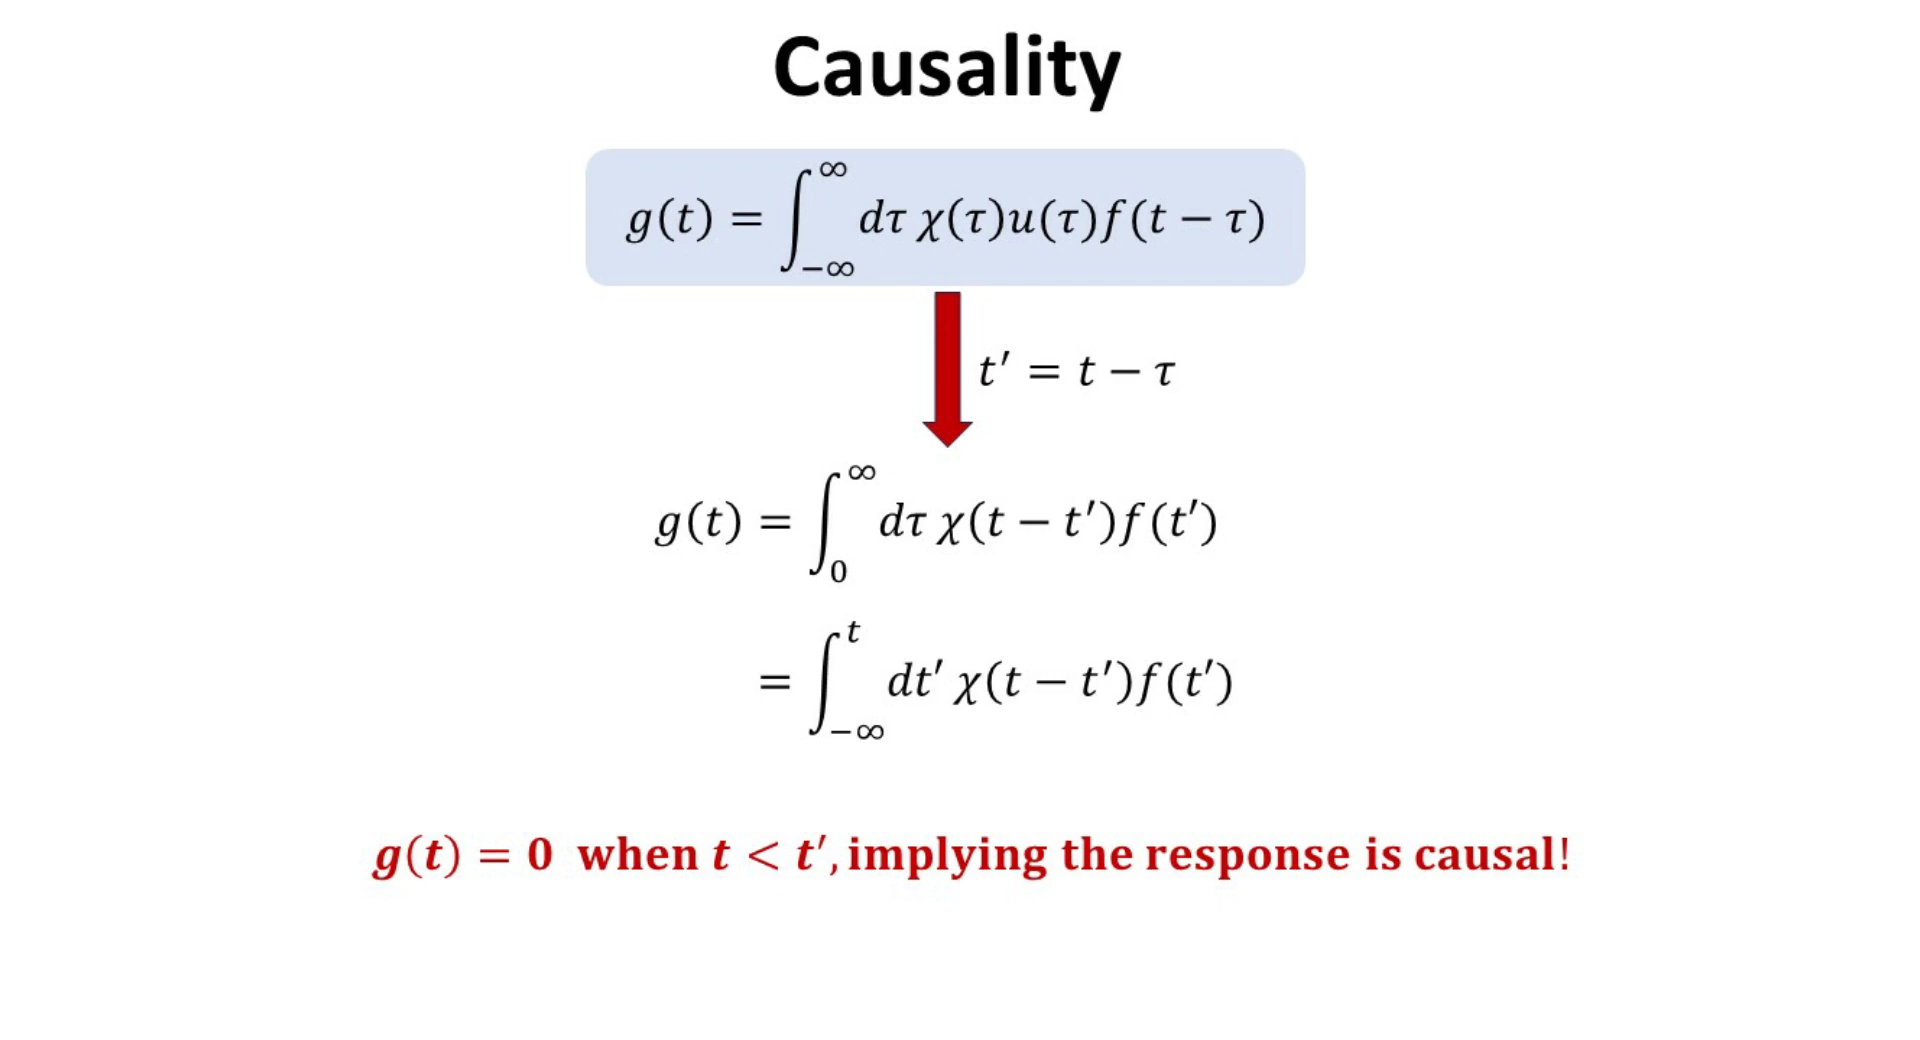 Causality
g(t) = ∫_{−∞}^{∞} dτ χ(τ)u(τ)f(t − τ)
t′ = t − τ
g(t) = ∫_{0}^{∞} dτ χ(t − t′)f(t′)
= ∫_{−∞}^{t} dt′ χ(t − t′)f(t′)
g(t) = 0 when t < t′, implying the response is causal!